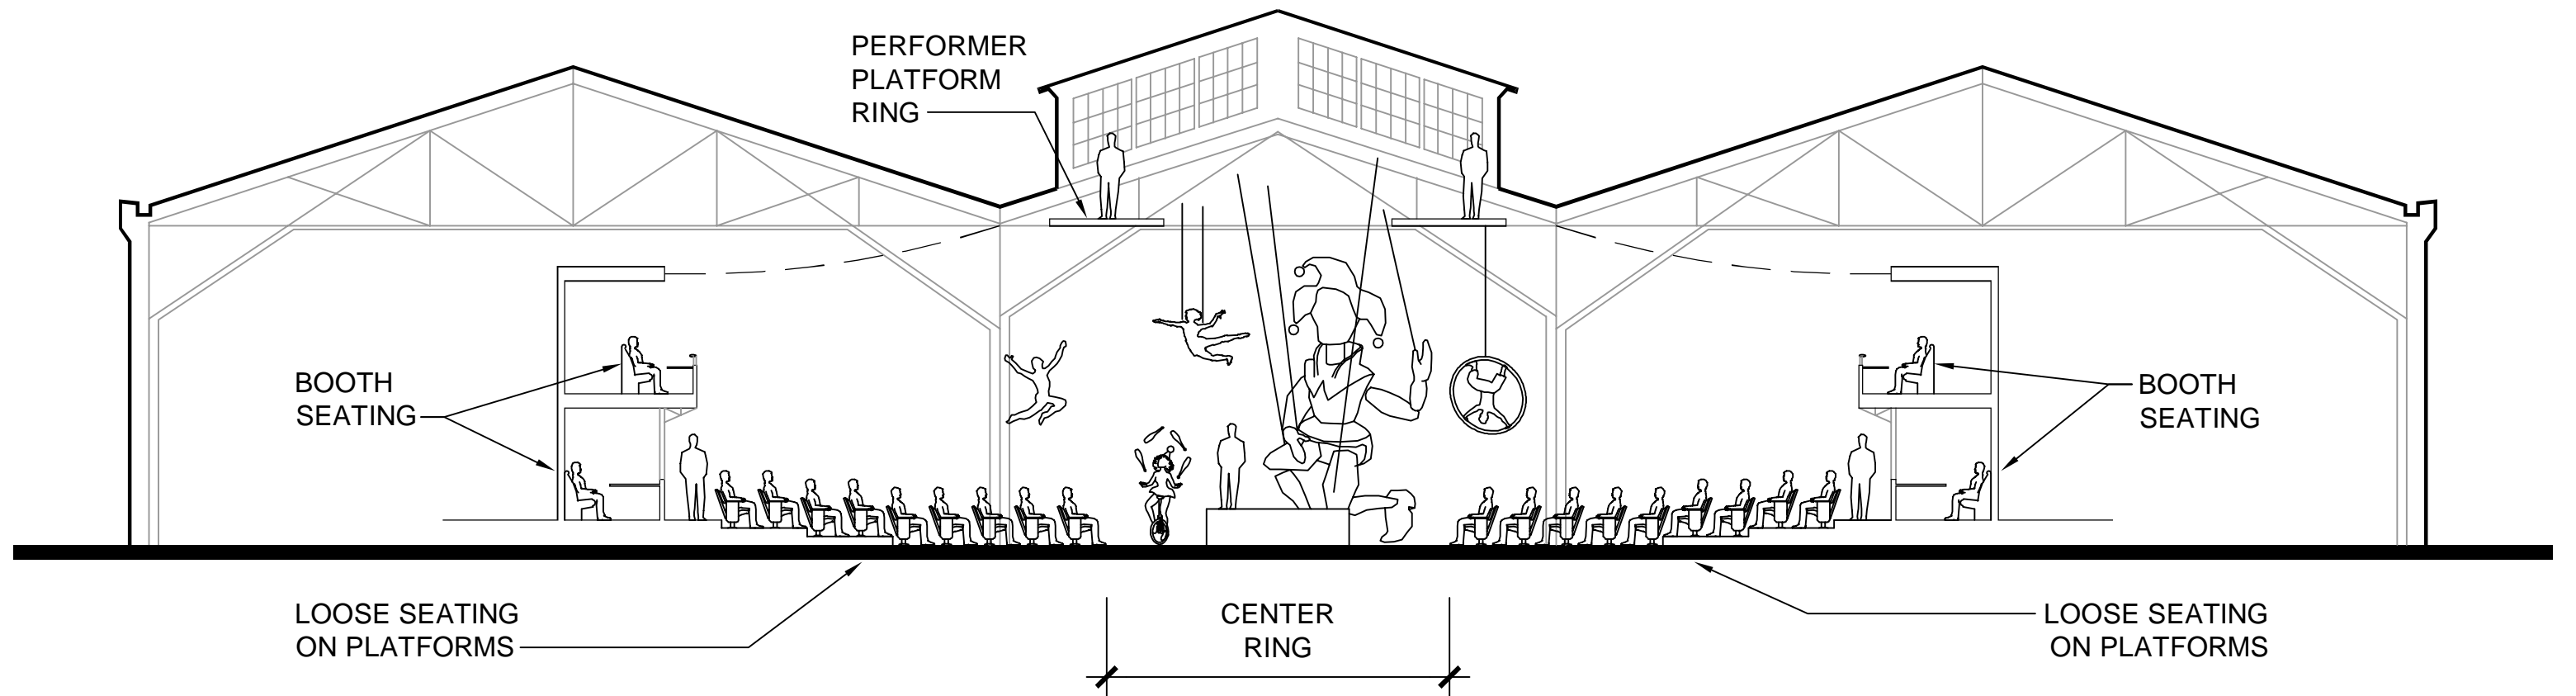 PERFORMER
PLATFORM
RING
BOOTH
SEATING
BOOTH
SEATING
LOOSE SEATING
ON PLATFORMS
CENTER
RING
LOOSE SEATING
ON PLATFORMS